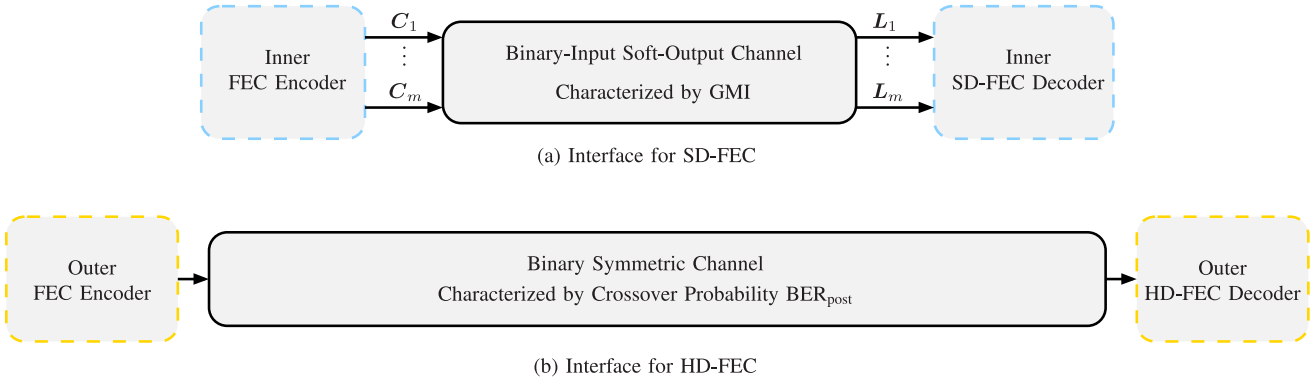 Inner
FEC Encoder
C₁
⋮
Cₘ
Binary-Input Soft-Output Channel
Characterized by GMI
L₁
⋮
Lₘ
Inner
SD-FEC Decoder
(a) Interface for SD-FEC
Outer
FEC Encoder
Binary Symmetric Channel
Characterized by Crossover Probability BERpost
Outer
HD-FEC Decoder
(b) Interface for HD-FEC